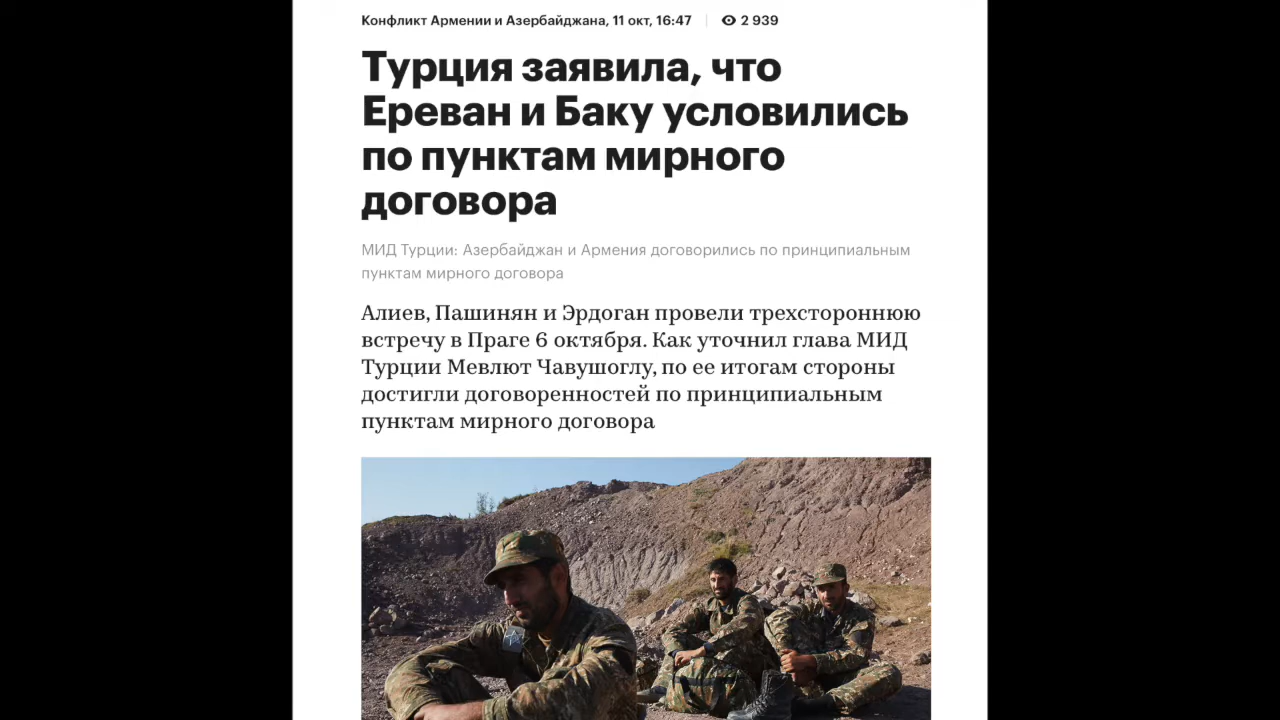 Конфликт Армении и Азербайджана, 11 окт, 16:47 2 939
Турция заявила, что
Ереван и Баку условились
по пунктам мирного
договора
МИД Турции: Азербайджан и Армения договорились по принципиальным
пунктам мирного договора
Алиев, Пашинян и Эрдоган провели трехстороннюю
встречу в Праге 6 октября. Как уточнил глава МИД
Турции Мевлют Чавушоглу, по ее итогам стороны
достигли договоренностей по принципиальным
пунктам мирного договора